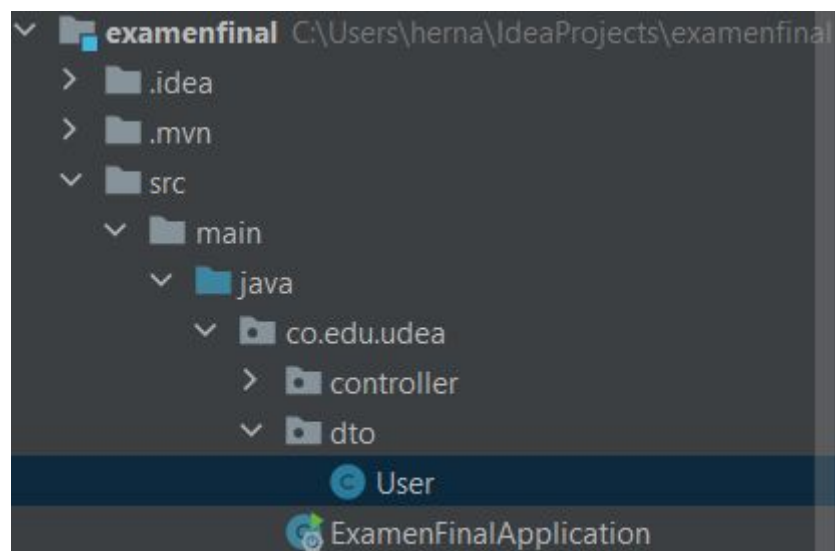 examenfinal C:\Users\herna\IdeaProjects\examenfinal
.idea
.mvn
src
main
java
co.edu.udea
controller
dto
User
ExamenFinalApplication